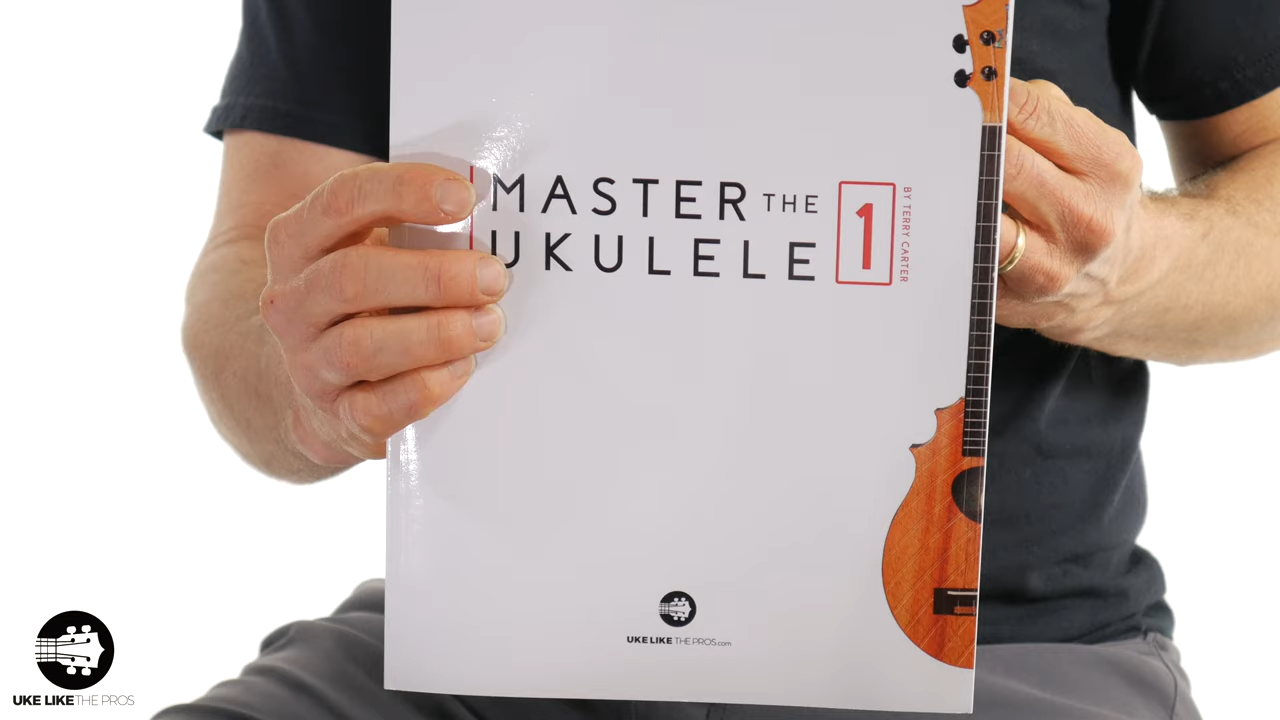 MASTER THE
UKULELE
1
BY TERRY CARTER
UKE LIKE THE PROS.com
UKE LIKE THE PROS